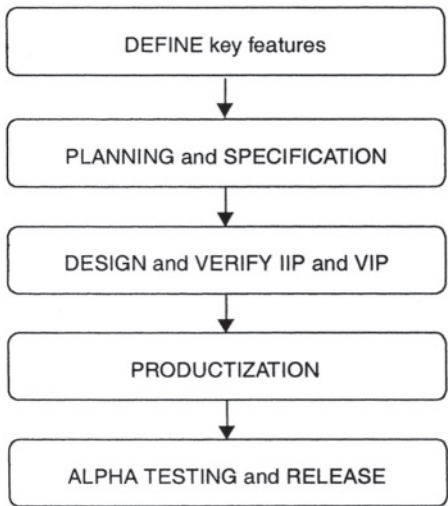 DEFINE key features
PLANNING and SPECIFICATION
DESIGN and VERIFY IIP and VIP
PRODUCTIZATION
ALPHA TESTING and RELEASE